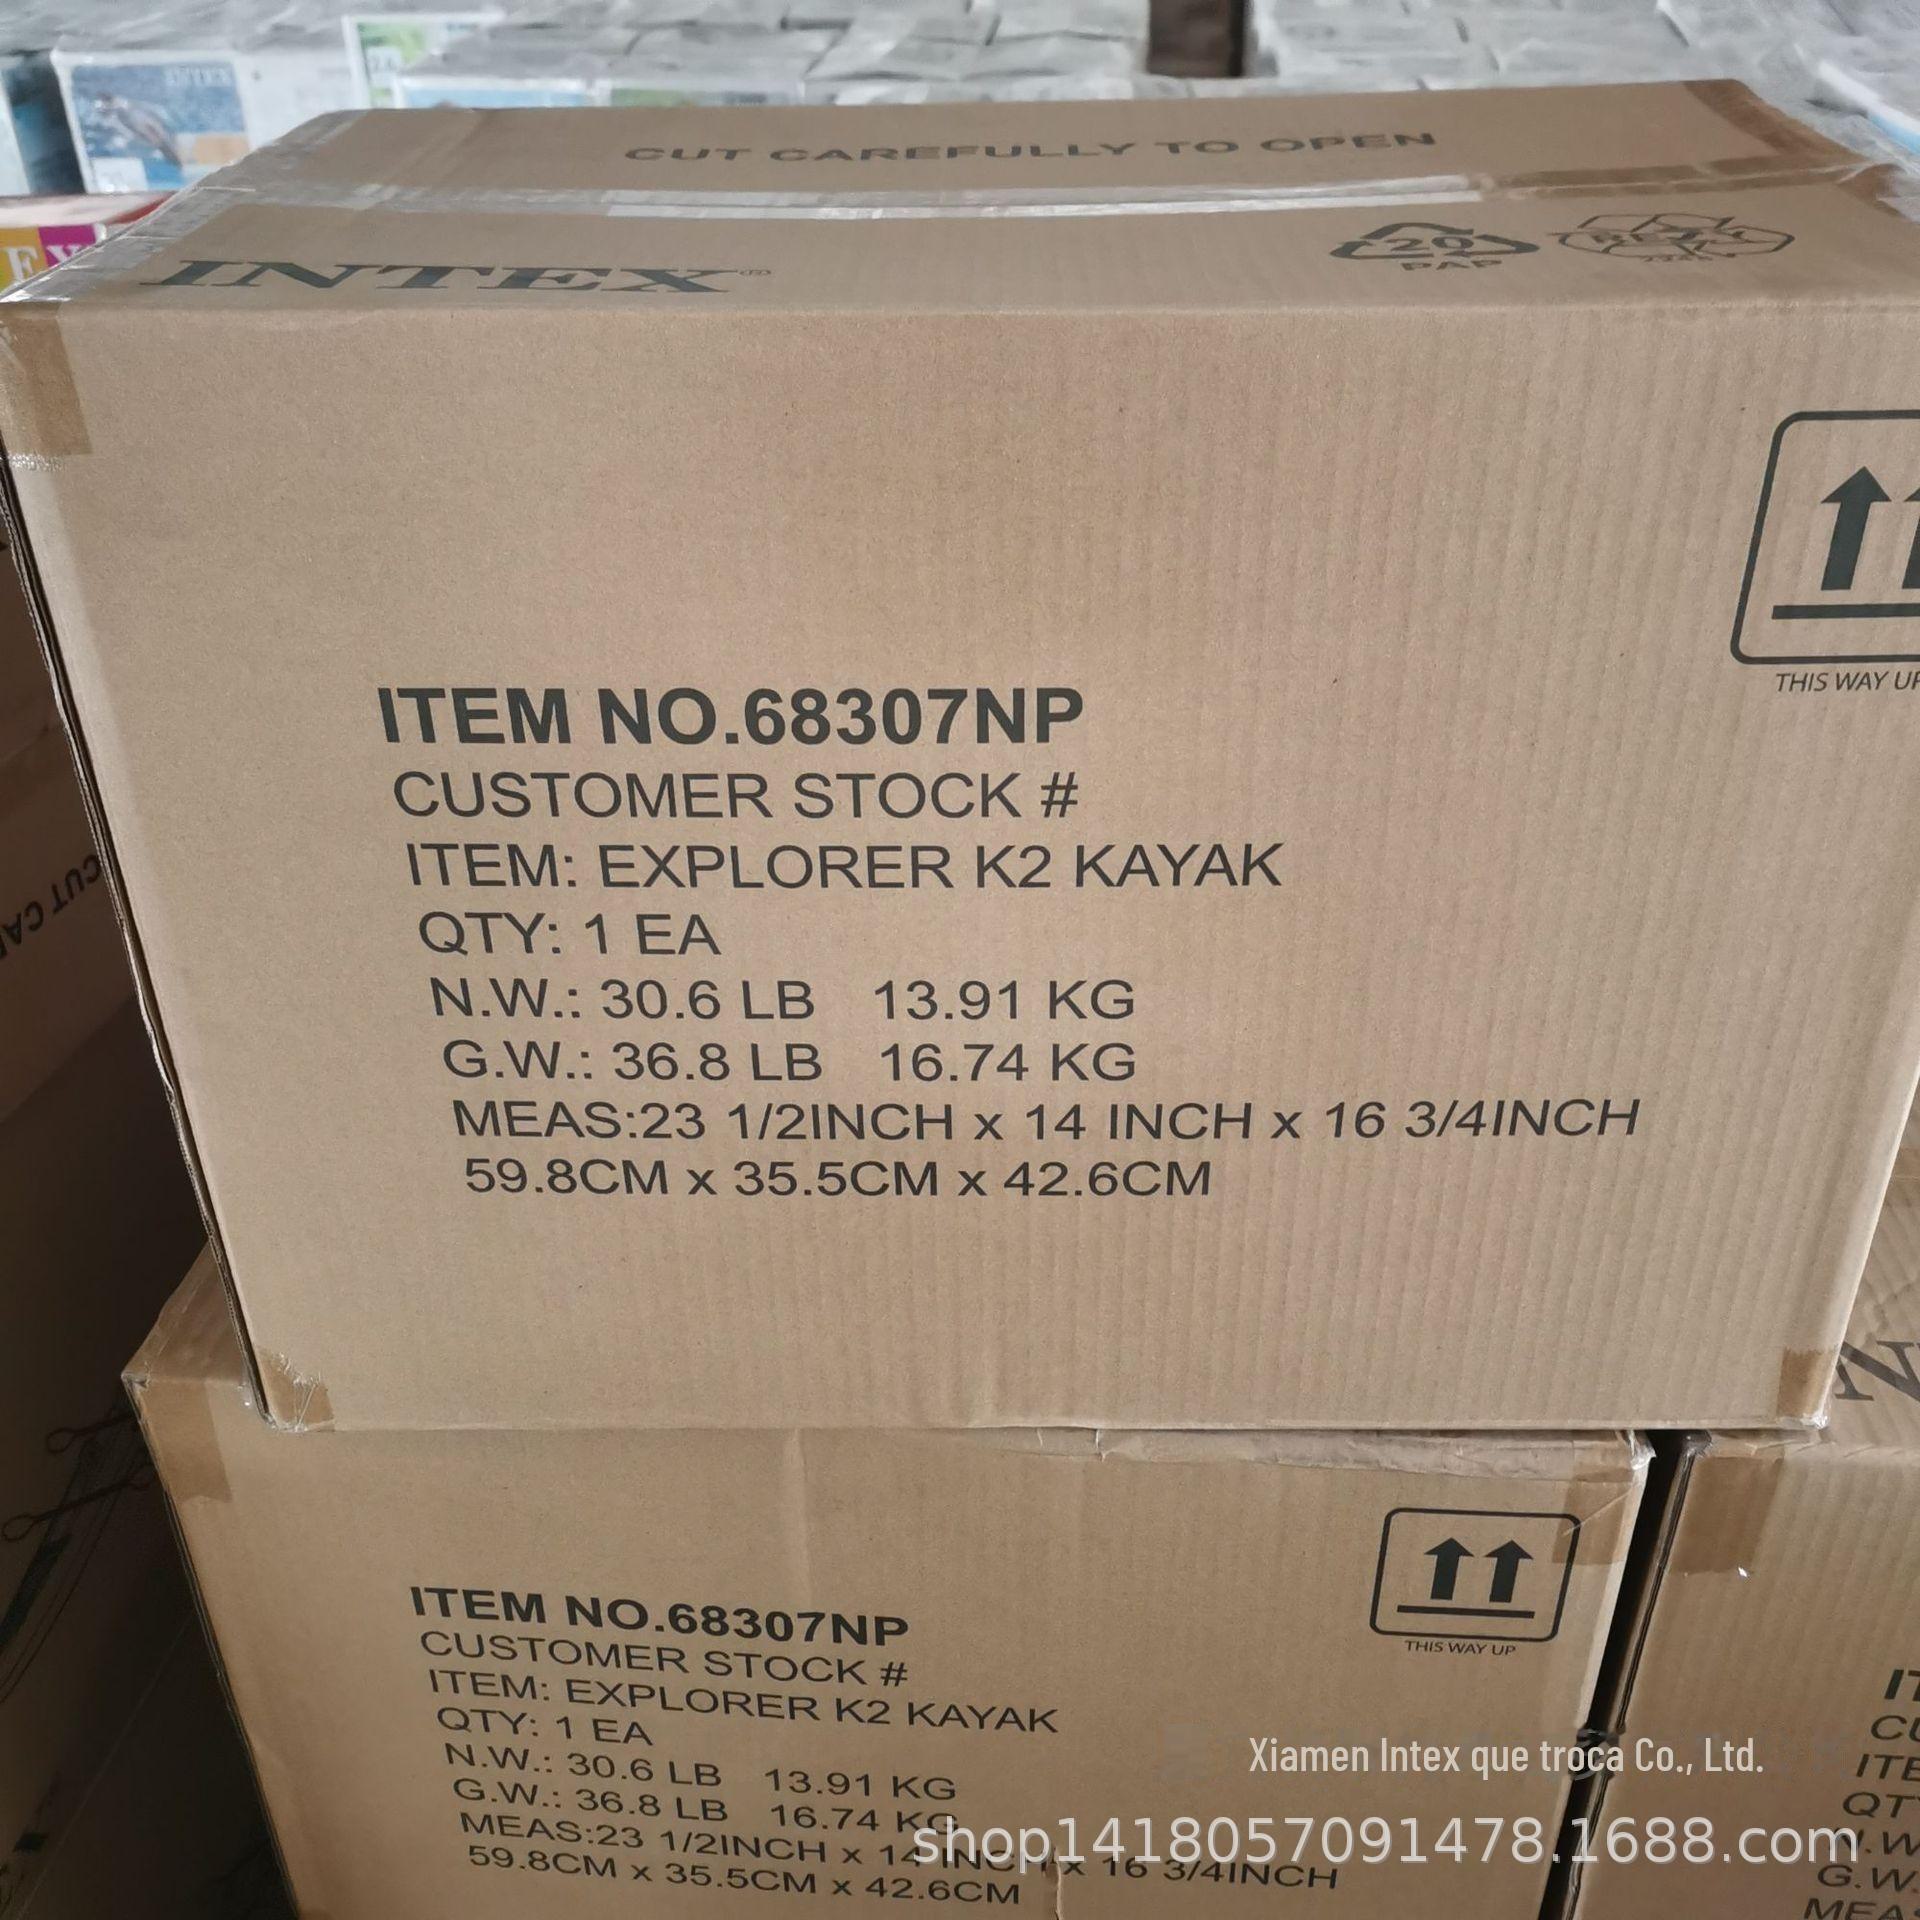 INTEX
CUT CAREFULLY TO OPEN
INTEX®
20
PAP
THIS WAY UP
ITEM NO.68307NP
CUSTOMER STOCK #
ITEM: EXPLORER K2 KAYAK
QTY: 1 EA
N.W.: 30.6 LB 13.91 KG
G.W.: 36.8 LB 16.74 KG
MEAS:23 1/2INCH x 14 INCH x 16 3/4INCH
59.8CM x 35.5CM x 42.6CM
THIS WAY UP
ITEM NO.68307NP
CUSTOMER STOCK #
ITEM: EXPLORER K2 KAYAK
QTY: 1 EA
N.W.: 30.6 LB 13.91 KG
G.W.: 36.8 LB 16.74 KG
MEAS:23 1/2INCH x 14 INCH x 16 3/4INCH
59.8CM x 35.5CM x 42.6CM
Xiamen Intex que troca Co., Ltd.
shop1418057091478.1688.com